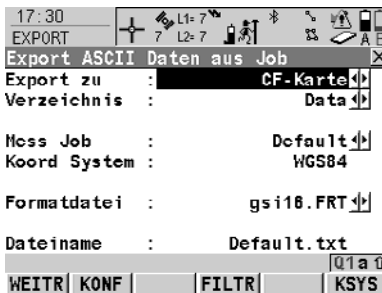 17:30
EXPORT
7
L1= 7
L2= 7
A B
Export ASCII Daten aus Job
Export zu : CF-Karte
Verzeichnis : Data
Mess Job : Default
Koord System : WGS84
Formatdatei : gsi16.FRT
Dateiname : Default.txt
Q1 a
WEITR KONF FILTR KSYS